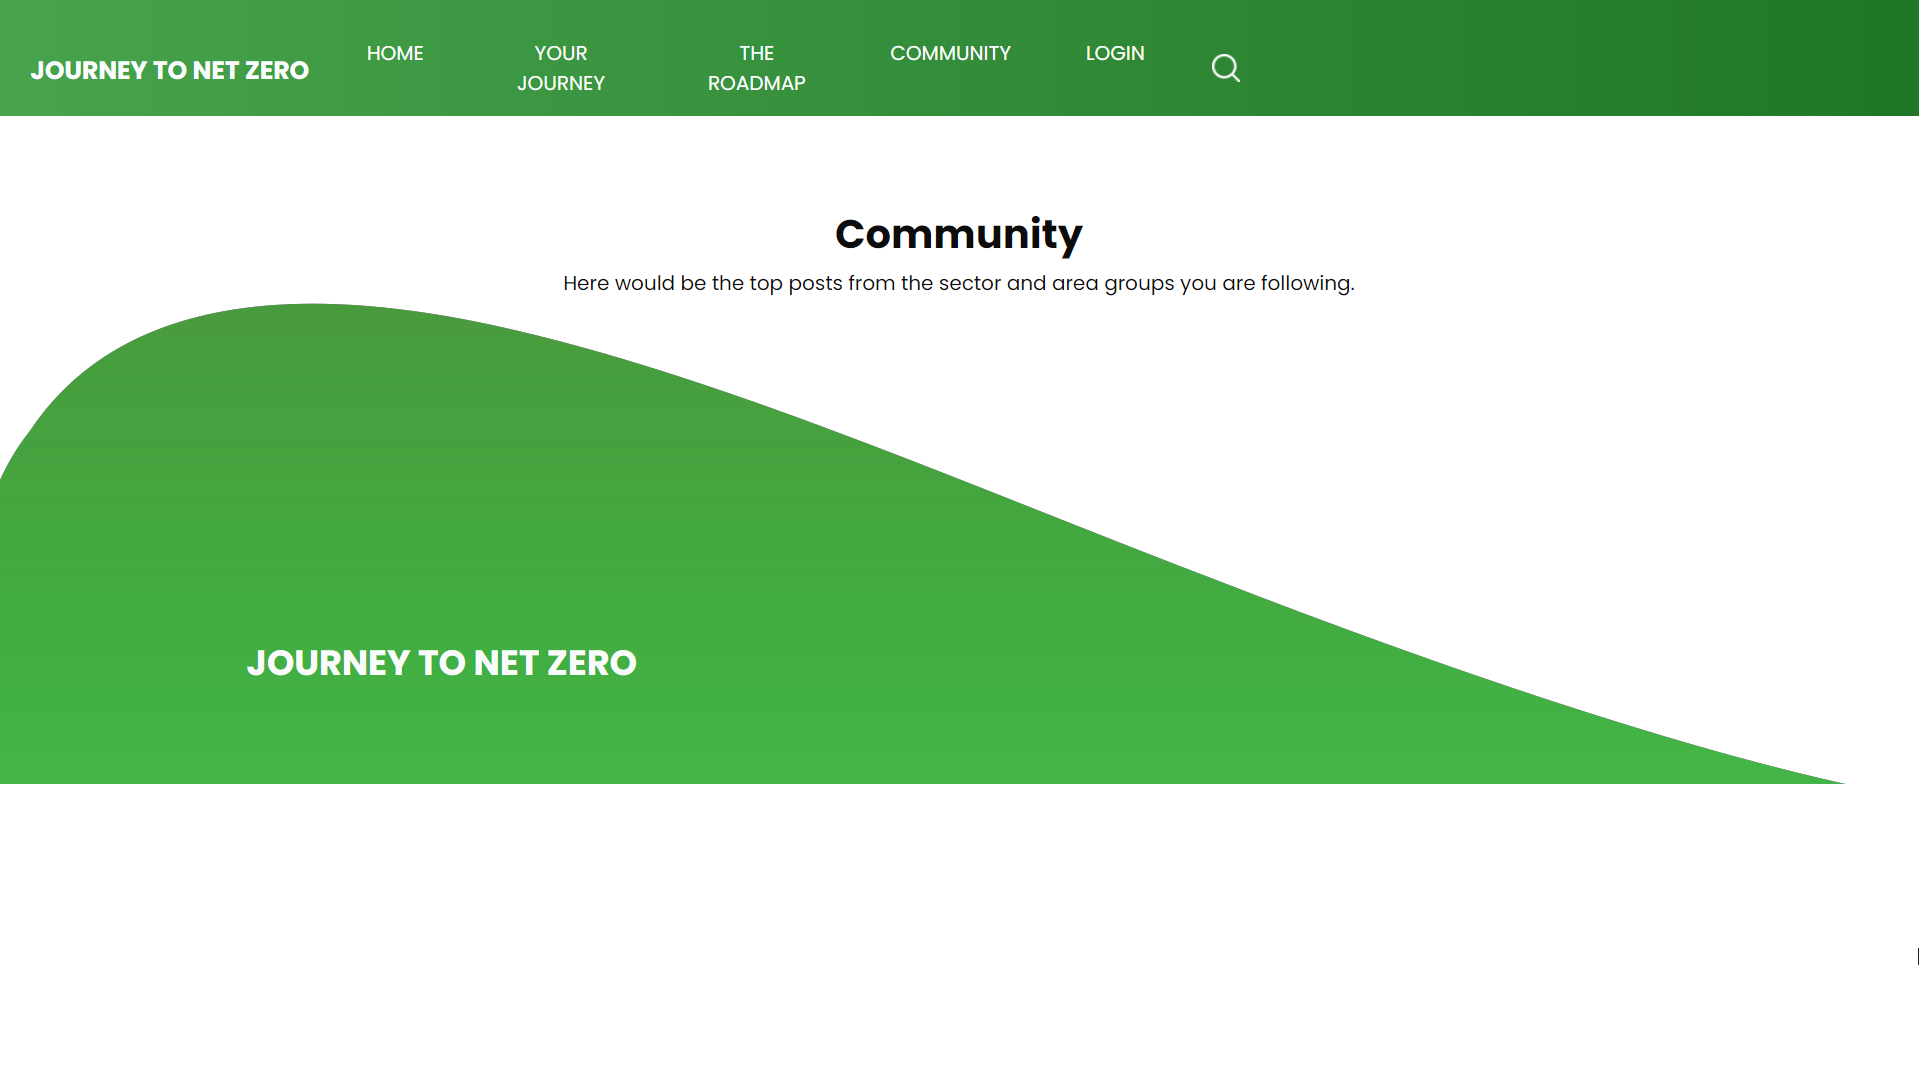 JOURNEY TO NET ZERO
HOME
YOUR
JOURNEY
THE
ROADMAP
COMMUNITY
LOGIN
Community
Here would be the top posts from the sector and area groups you are following.
JOURNEY TO NET ZERO